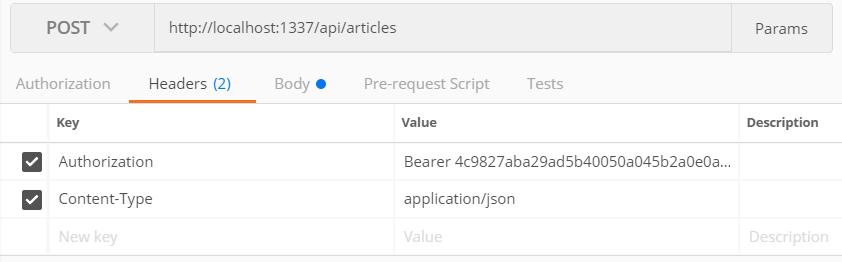 POST http://localhost:1337/api/articles Params
Authorization Headers (2) Body Pre-request Script Tests
Key Value Description
Authorization Bearer 4c9827aba29ad5b40050a045b2a0e0a...
Content-Type application/json
New key Value Description